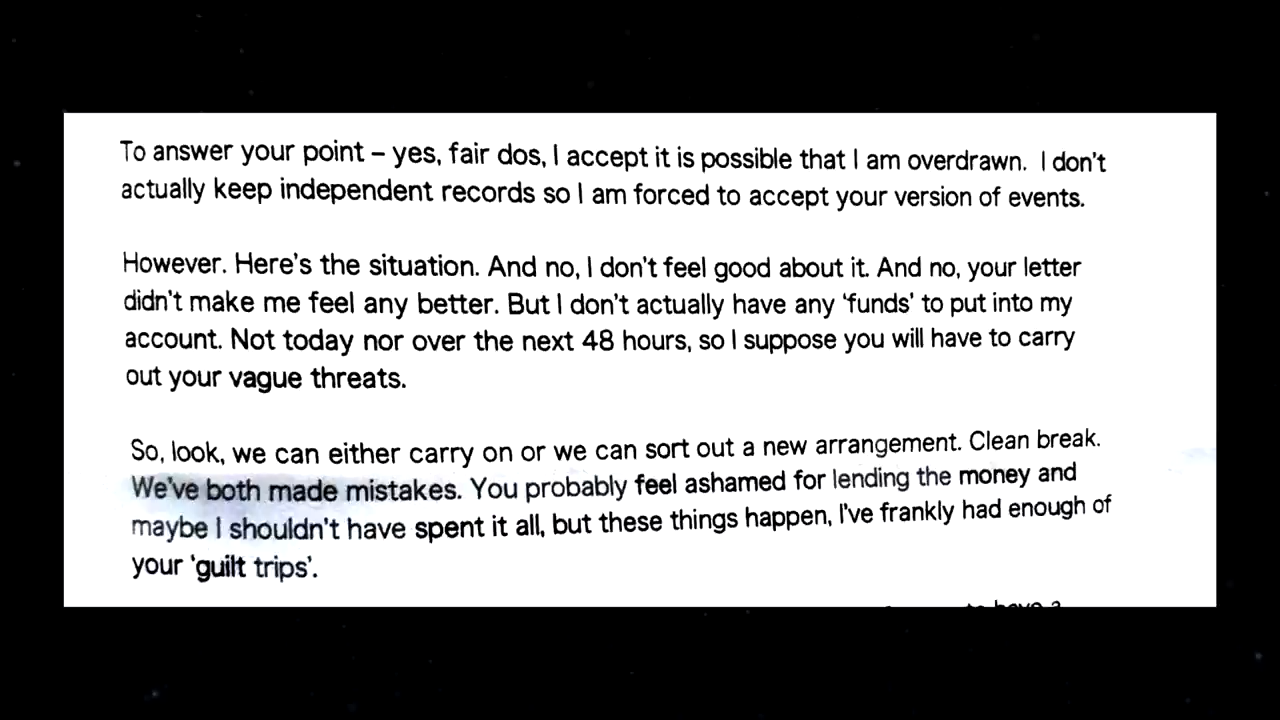 To answer your point – yes, fair dos, I accept it is possible that I am overdrawn. I don't
actually keep independent records so I am forced to accept your version of events.
However. Here's the situation. And no, I don't feel good about it. And no, your letter
didn't make me feel any better. But I don't actually have any 'funds' to put into my
account. Not today nor over the next 48 hours, so I suppose you will have to carry
out your vague threats.
So, look, we can either carry on or we can sort out a new arrangement. Clean break.
We've both made mistakes. You probably feel ashamed for lending the money and
maybe I shouldn't have spent it all, but these things happen, I've frankly had enough of
your 'guilt trips'.
to have a